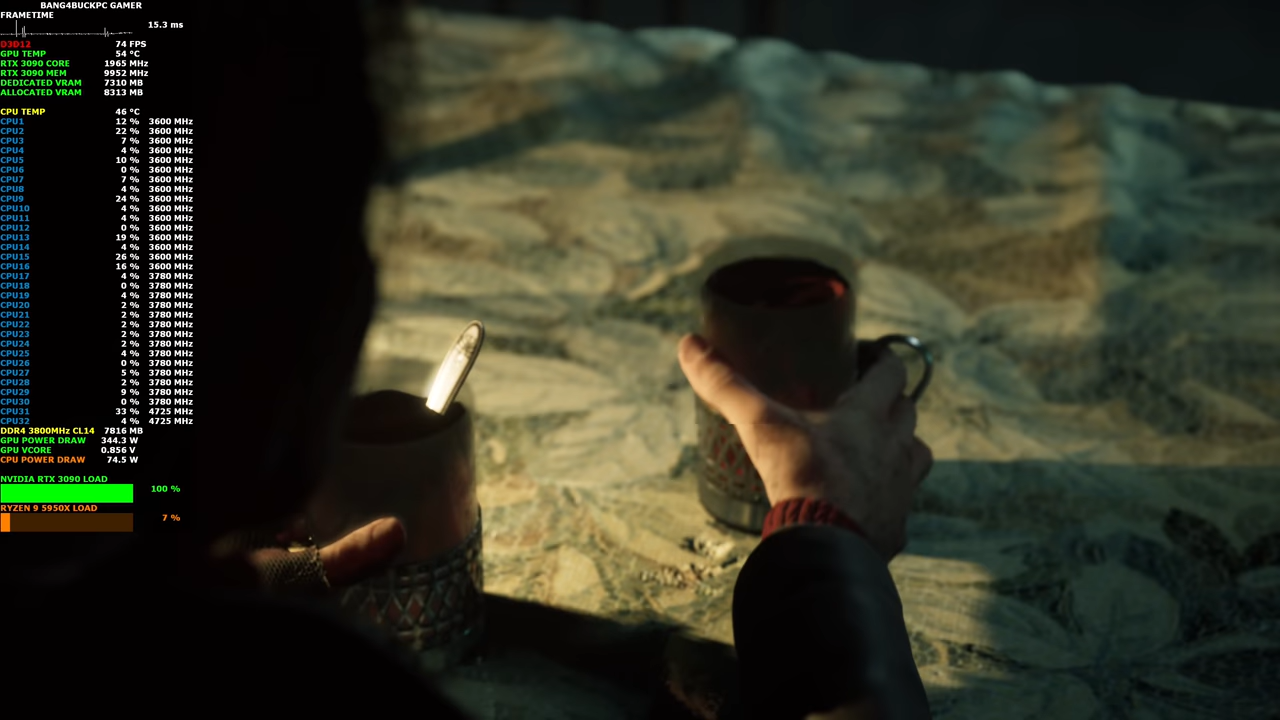 BANG4BUCKPC GAMER
FRAMETIME
15.3 ms
D3D12 74 FPS
GPU TEMP 54 °C
RTX 3090 CORE 1965 MHz
RTX 3090 MEM 9952 MHz
DEDICATED VRAM 7310 MB
ALLOCATED VRAM 8313 MB
CPU TEMP 46 °C
CPU1 12 % 3600 MHz
CPU2 22 % 3600 MHz
CPU3 7 % 3600 MHz
CPU4 4 % 3600 MHz
CPU5 10 % 3600 MHz
CPU6 0 % 3600 MHz
CPU7 7 % 3600 MHz
CPU8 4 % 3600 MHz
CPU9 24 % 3600 MHz
CPU10 4 % 3600 MHz
CPU11 4 % 3600 MHz
CPU12 0 % 3600 MHz
CPU13 19 % 3600 MHz
CPU14 4 % 3600 MHz
CPU15 26 % 3600 MHz
CPU16 16 % 3600 MHz
CPU17 4 % 3780 MHz
CPU18 0 % 3780 MHz
CPU19 4 % 3780 MHz
CPU20 2 % 3780 MHz
CPU21 2 % 3780 MHz
CPU22 2 % 3780 MHz
CPU23 2 % 3780 MHz
CPU24 2 % 3780 MHz
CPU25 4 % 3780 MHz
CPU26 0 % 3780 MHz
CPU27 5 % 3780 MHz
CPU28 2 % 3780 MHz
CPU29 9 % 3780 MHz
CPU30 0 % 3780 MHz
CPU31 33 % 4725 MHz
CPU32 4 % 4725 MHz
DDR4 3800MHz CL14 7816 MB
GPU POWER DRAW 344.3 W
GPU VCORE 0.856 V
CPU POWER DRAW 74.5 W
NVIDIA RTX 3090 LOAD
100 %
RYZEN 9 5950X LOAD
7 %